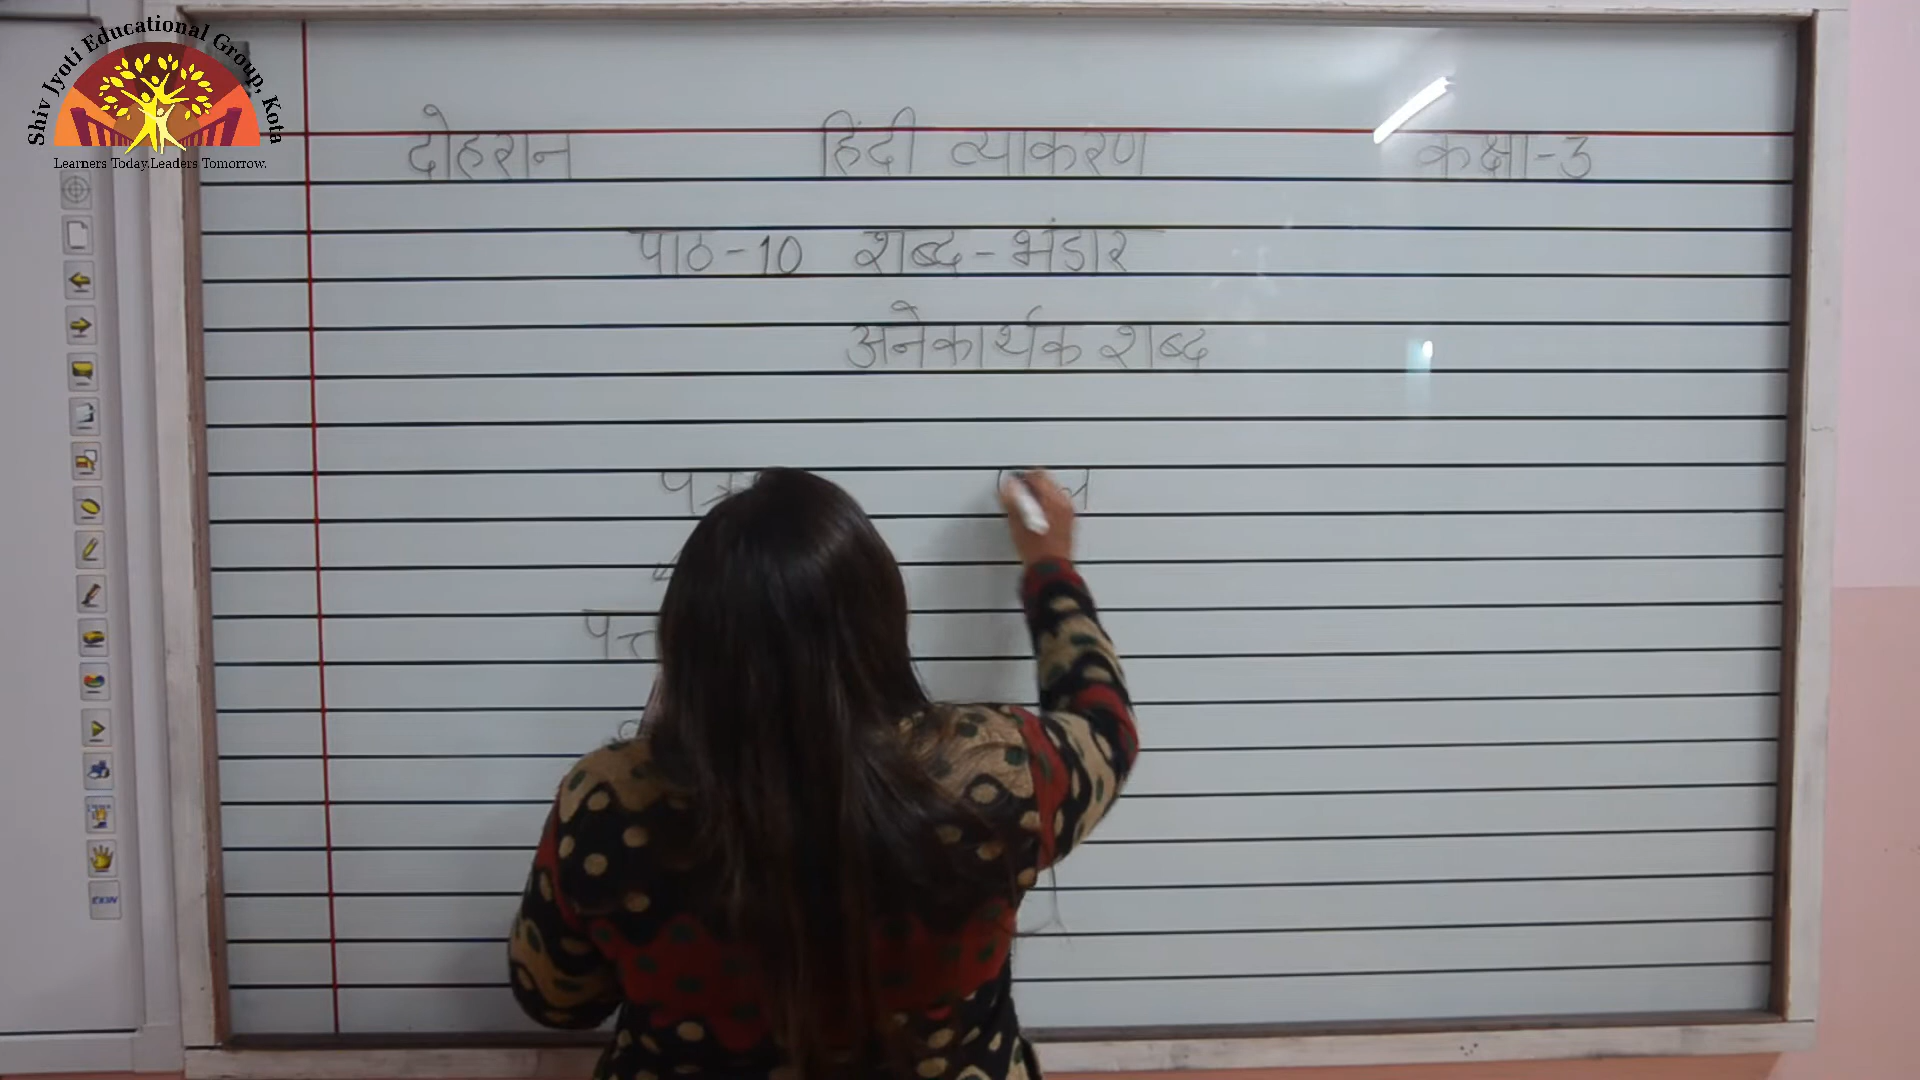 Shiv Jyoti Educational Group, Kota
Learners Today.Leaders Tomorrow.
दोहरान हिंदी व्याकरण कक्षा-3
पाठ-10 शब्द-भंडार
अनेकार्थक शब्द